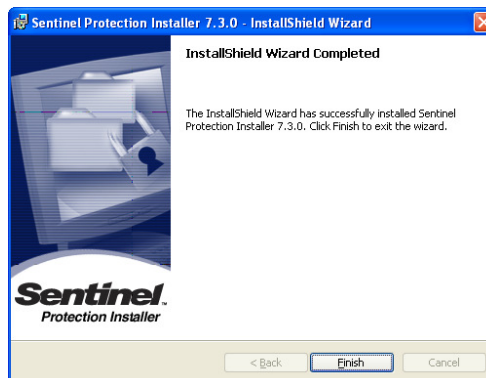 Sentinel Protection Installer 7.3.0 - InstallShield Wizard
InstallShield Wizard Completed
The InstallShield Wizard has successfully installed Sentinel
Protection Installer 7.3.0. Click Finish to exit the wizard.
Sentinel™
Protection Installer
< Back
Finish
Cancel